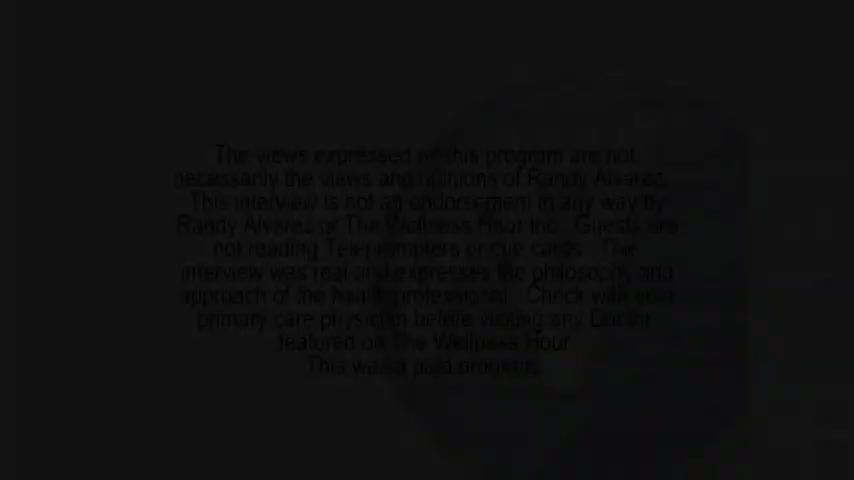 The views expressed on this program are not
necessarily the views and opinions of Randy Alvarez.
This interview is not an endorsement in any way by
Randy Alvarez or The Wellness Hour Inc. Guests are
not reading Teleprompters or cue cards. The
interview was real and expresses the philosophy and
approach of the health professional. Check with your
primary care physician before visiting any Doctor
featured on The Wellness Hour
This was a paid program.